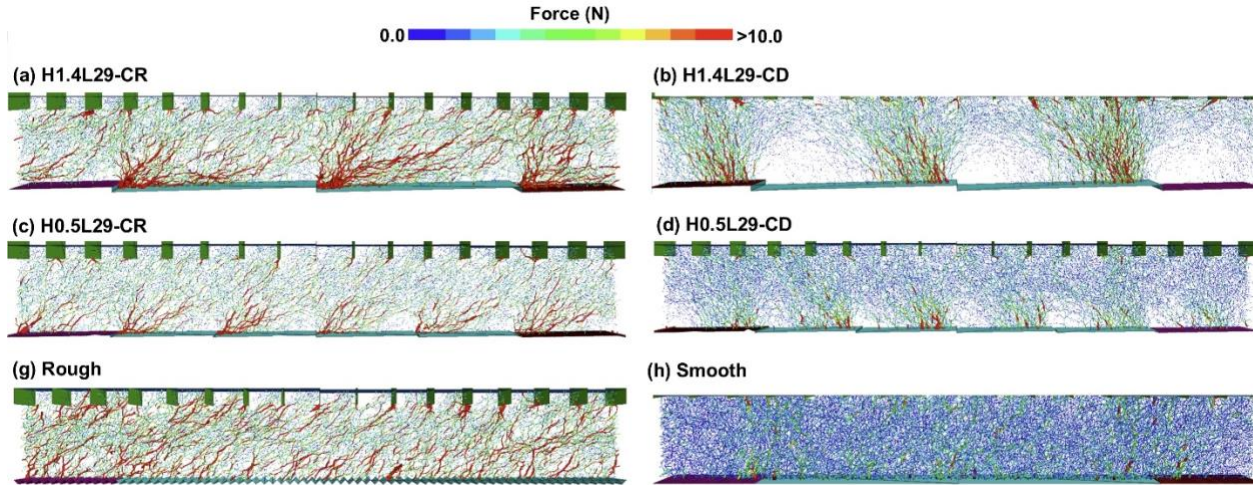 Force (N)
0.0 >10.0
(a) H1.4L29-CR
(b) H1.4L29-CD
(c) H0.5L29-CR
(d) H0.5L29-CD
(g) Rough
(h) Smooth